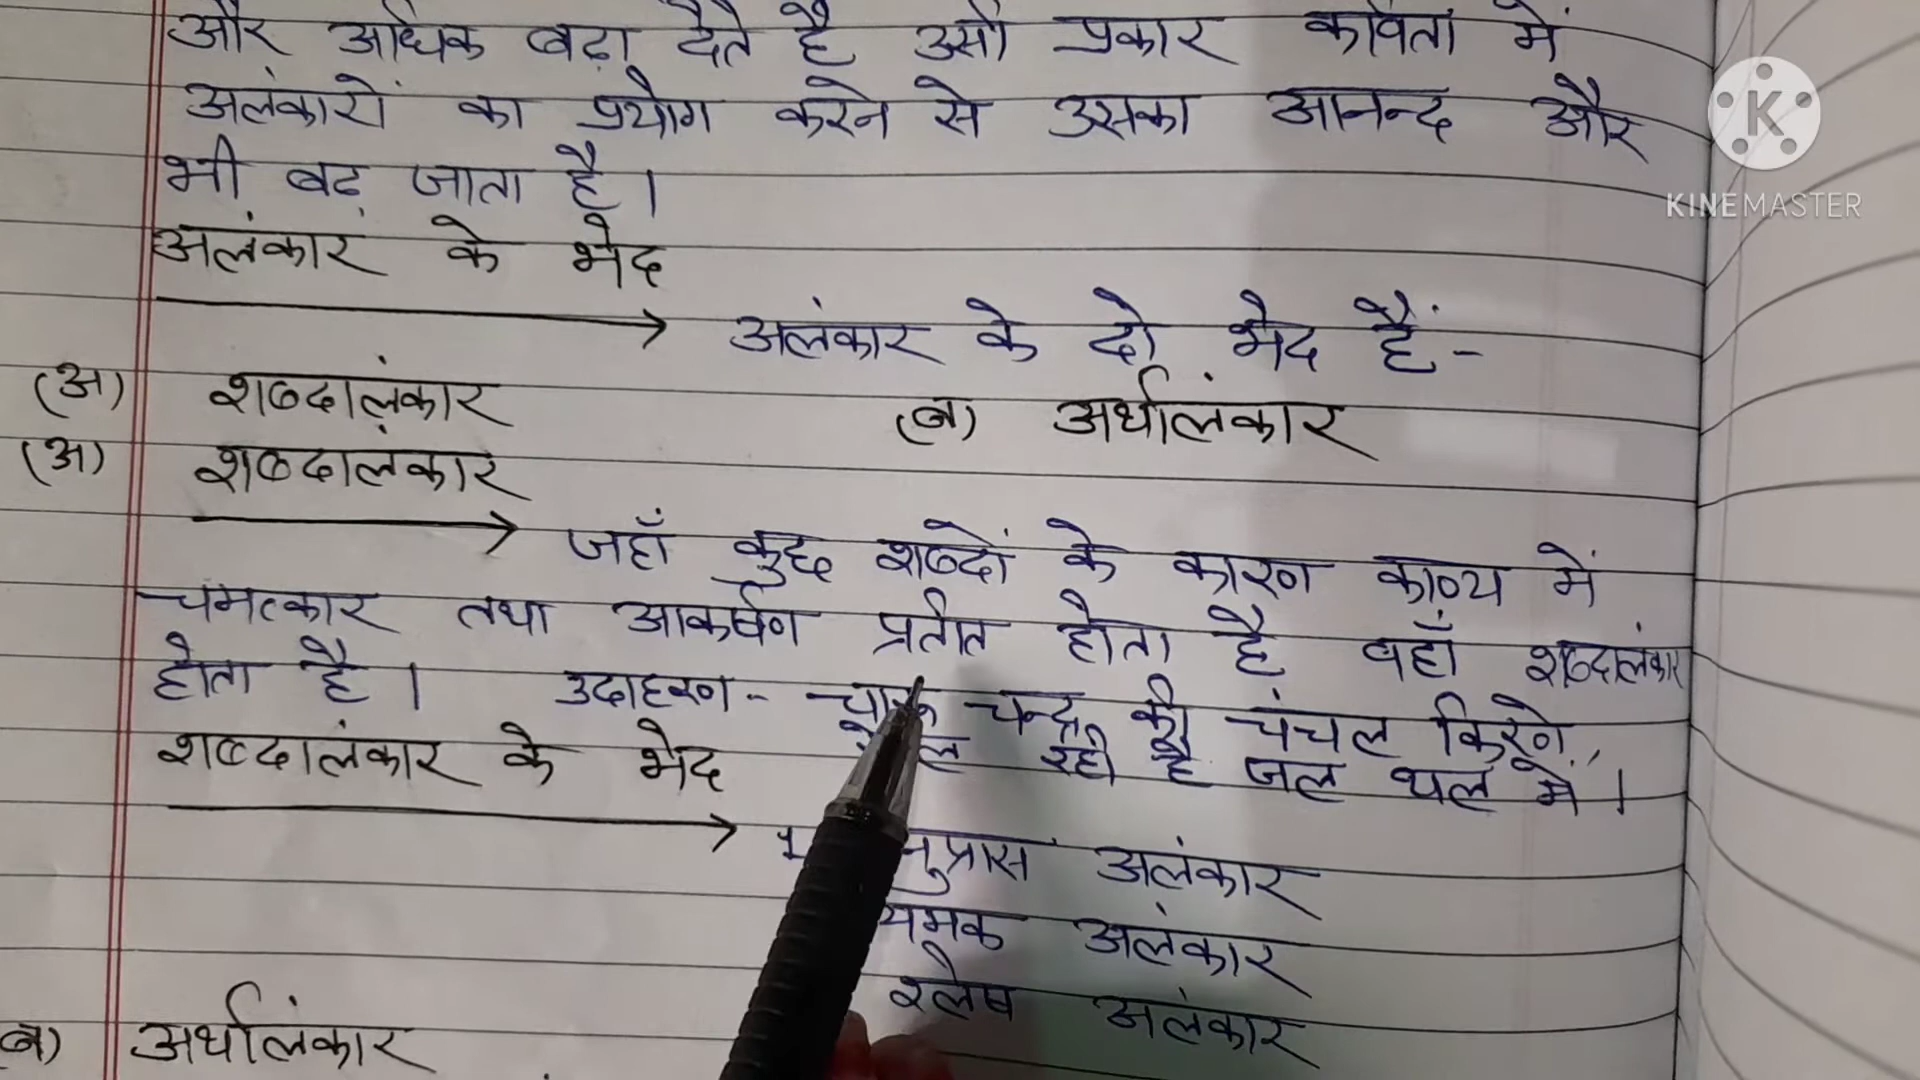 और अधिक बढ़ा देते है उसी प्रकार कविता में
अलंकारों का प्रयोग करने से उसका आनन्द और
भी बढ़ जाता है।
अलंकार के भेद
अलंकार के दो भेद हैं-
(अ) शब्दालंकार (ब) अर्थालंकार
(अ) शब्दालंकार
जहाँ कुछ शब्दों के कारण काव्य में
चमत्कार तथा आकर्षण प्रतीत होता है वहाँ शब्दालंकार
होता है। उदाहरण- चारू चन्द्र की चंचल किरणें,
रही है जल थल में।
शब्दालंकार के भेद
1 नुप्रास अलंकार
यमक अलंकार
श्लेष अलंकार
ब) अर्थालंकार
K
KINEMASTER